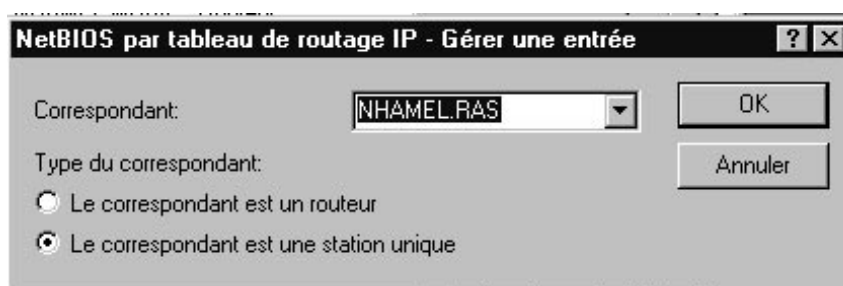 NetBIOS par tableau de routage IP - Gérer une entrée
Correspondant: NHAMEL.RAS OK
Type du correspondant: Annuler
Le correspondant est un routeur
Le correspondant est une station unique